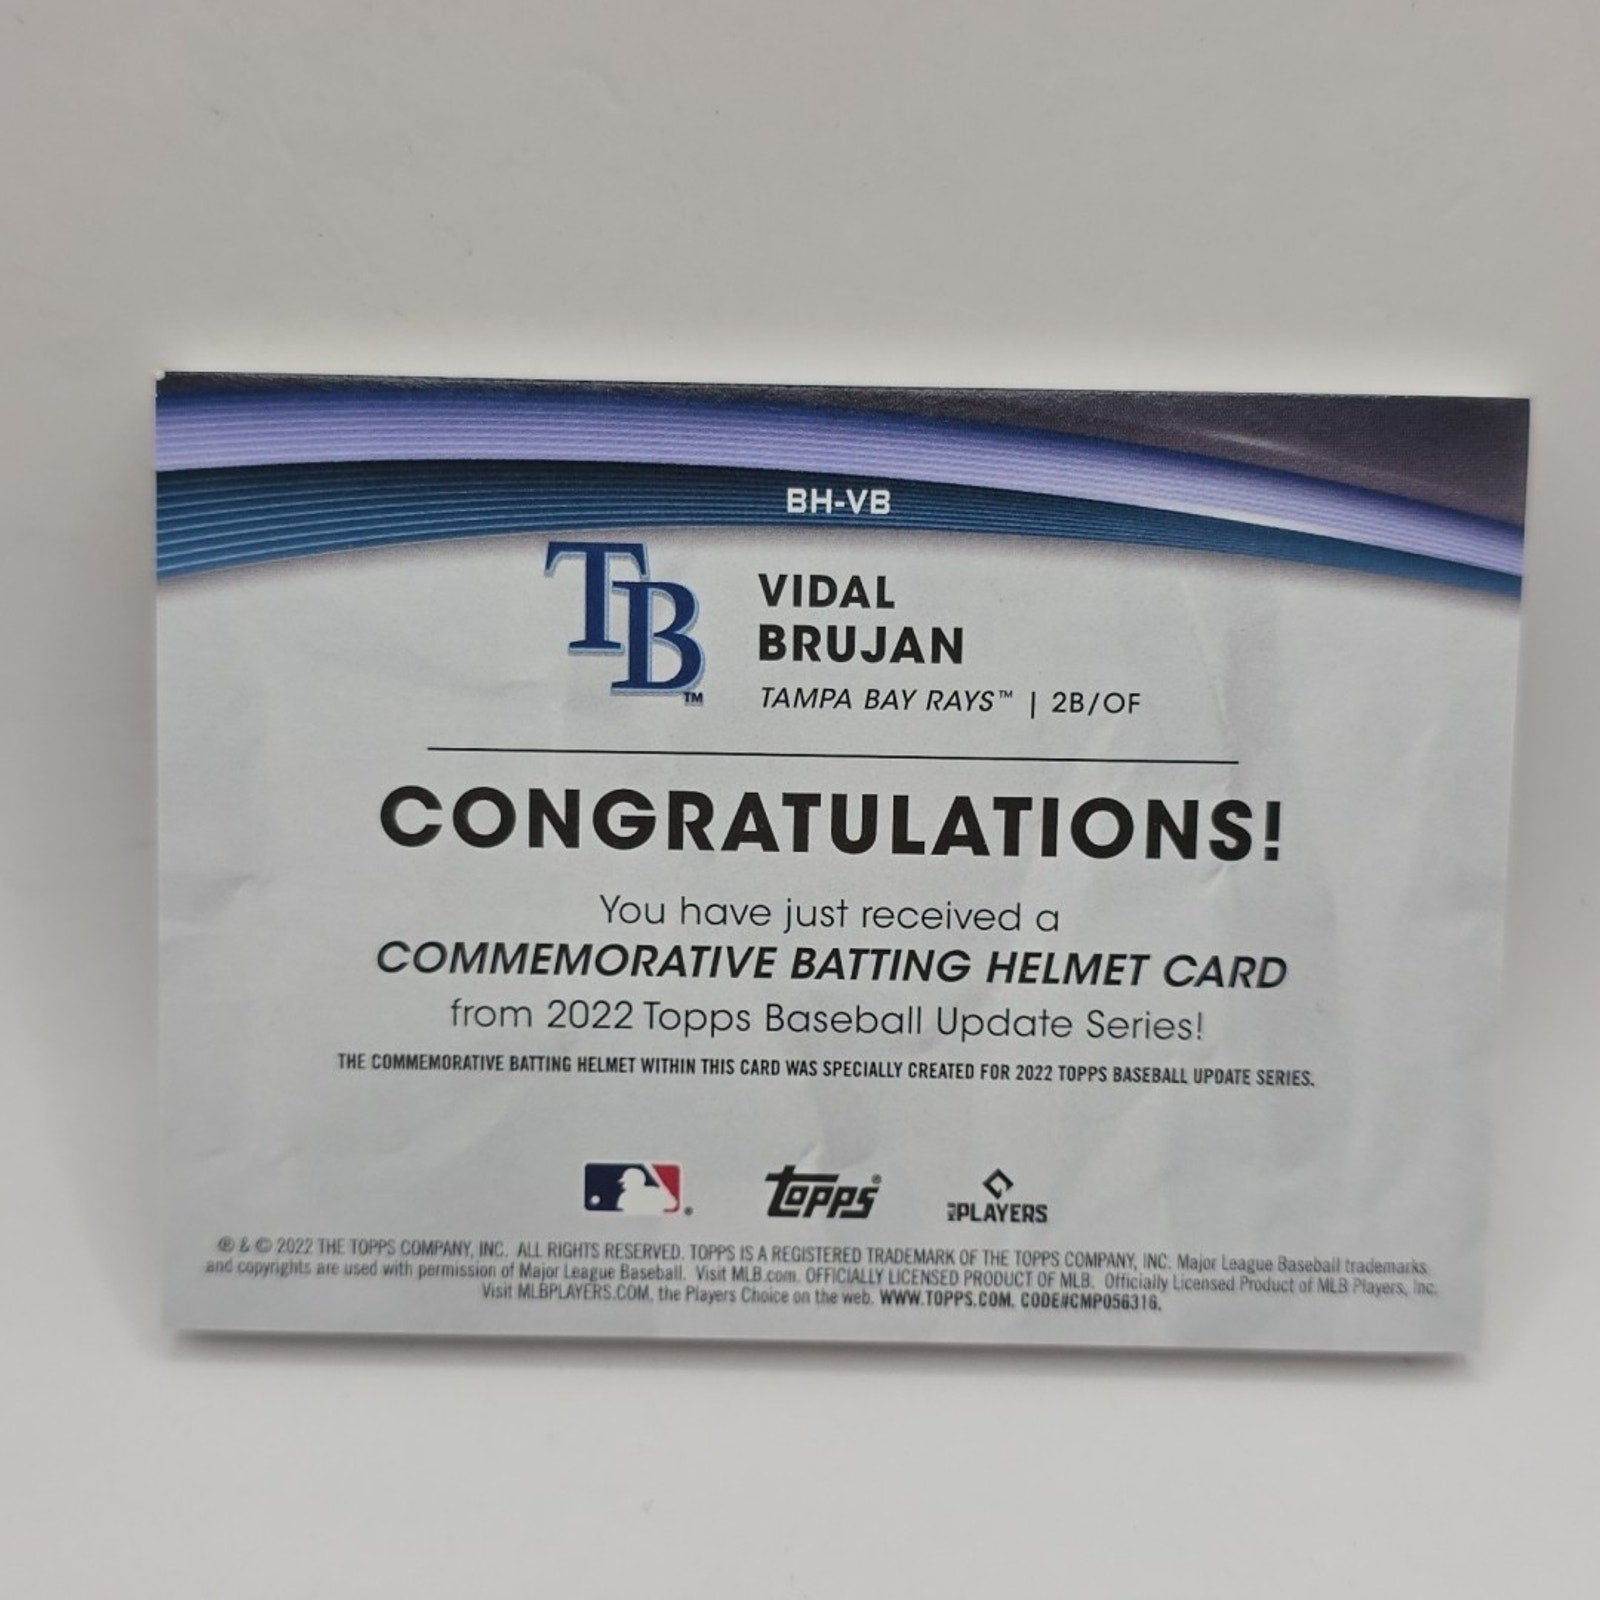 BH-VB
TB™
VIDAL
BRUJAN
TAMPA BAY RAYS™ | 2B/OF
CONGRATULATIONS!
You have just received a
COMMEMORATIVE BATTING HELMET CARD
from 2022 Topps Baseball Update Series!
THE COMMEMORATIVE BATTING HELMET WITHIN THIS CARD WAS SPECIALLY CREATED FOR 2022 TOPPS BASEBALL UPDATE SERIES.
® topps® MLB PLAYERS
® & © 2022 THE TOPPS COMPANY, INC. ALL RIGHTS RESERVED. TOPPS IS A REGISTERED TRADEMARK OF THE TOPPS COMPANY, INC. Major League Baseball trademarks
and copyrights are used with permission of Major League Baseball. Visit MLB.com. OFFICIALLY LICENSED PRODUCT OF MLB. Officially Licensed Product of MLB Players, Inc.
Visit MLBPLAYERS.COM, the Players Choice on the web. WWW.TOPPS.COM. CODE#CMP056316.